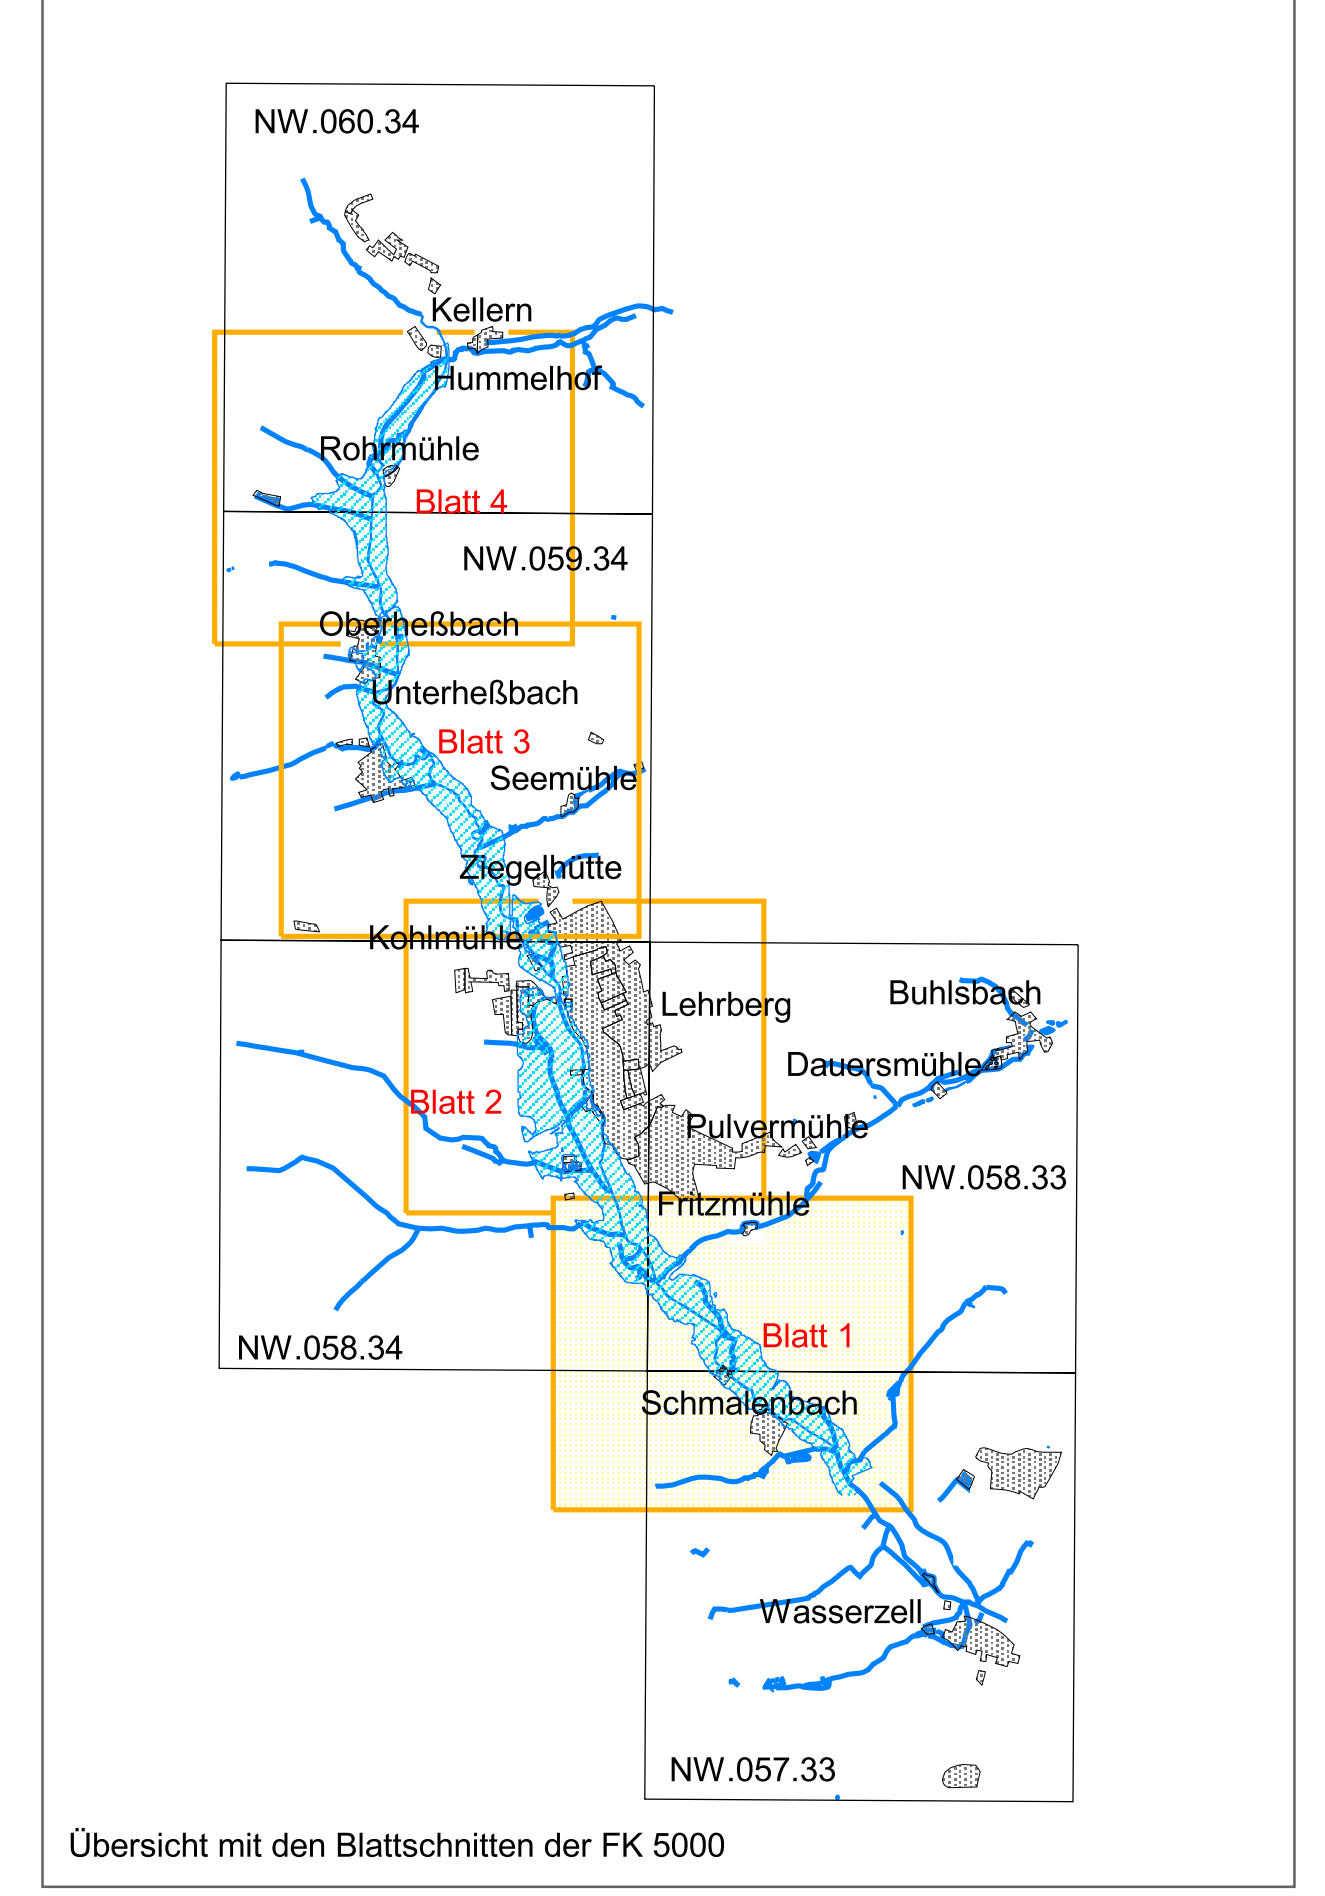 NW.060.34
Kellern
Hummelhof
Rohrmühle
Blatt 4
NW.059.34
Oberheßbach
Unterheßbach
Blatt 3
Seemühle
Ziegelhütte
Kohlmühle
Lehrberg
Buhlsbach
Dauersmühle
Blatt 2
Pulvermühle
NW.058.33
Fritzmühle
Blatt 1
NW.058.34
Schmalenbach
Wasserzell
NW.057.33
Übersicht mit den Blattschnitten der FK 5000